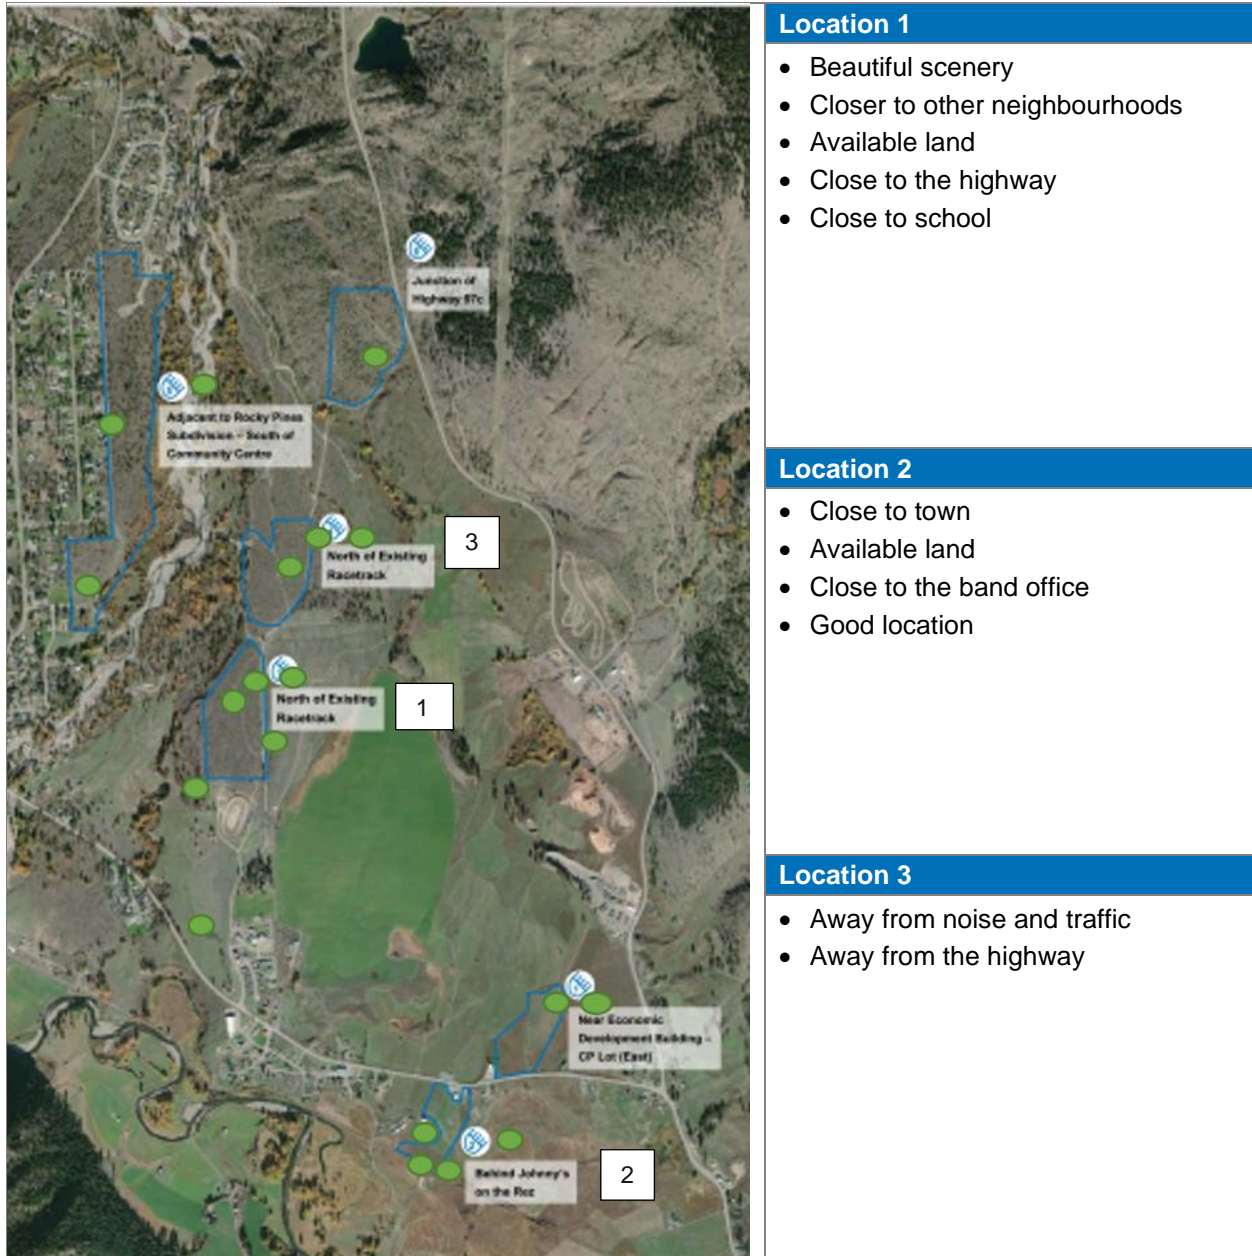 Junction of
Highway 97c
Adjacent to Rocky Pines
Subdivision – South of
Community Centre
North of Existing
Racetrack
3
North of Existing
Racetrack
1
Near Economic
Development Building –
CP Lot (East)
Behind Johnny's
on the Rez
2
Location 1
• Beautiful scenery
• Closer to other neighbourhoods
• Available land
• Close to the highway
• Close to school
Location 2
• Close to town
• Available land
• Close to the band office
• Good location
Location 3
• Away from noise and traffic
• Away from the highway